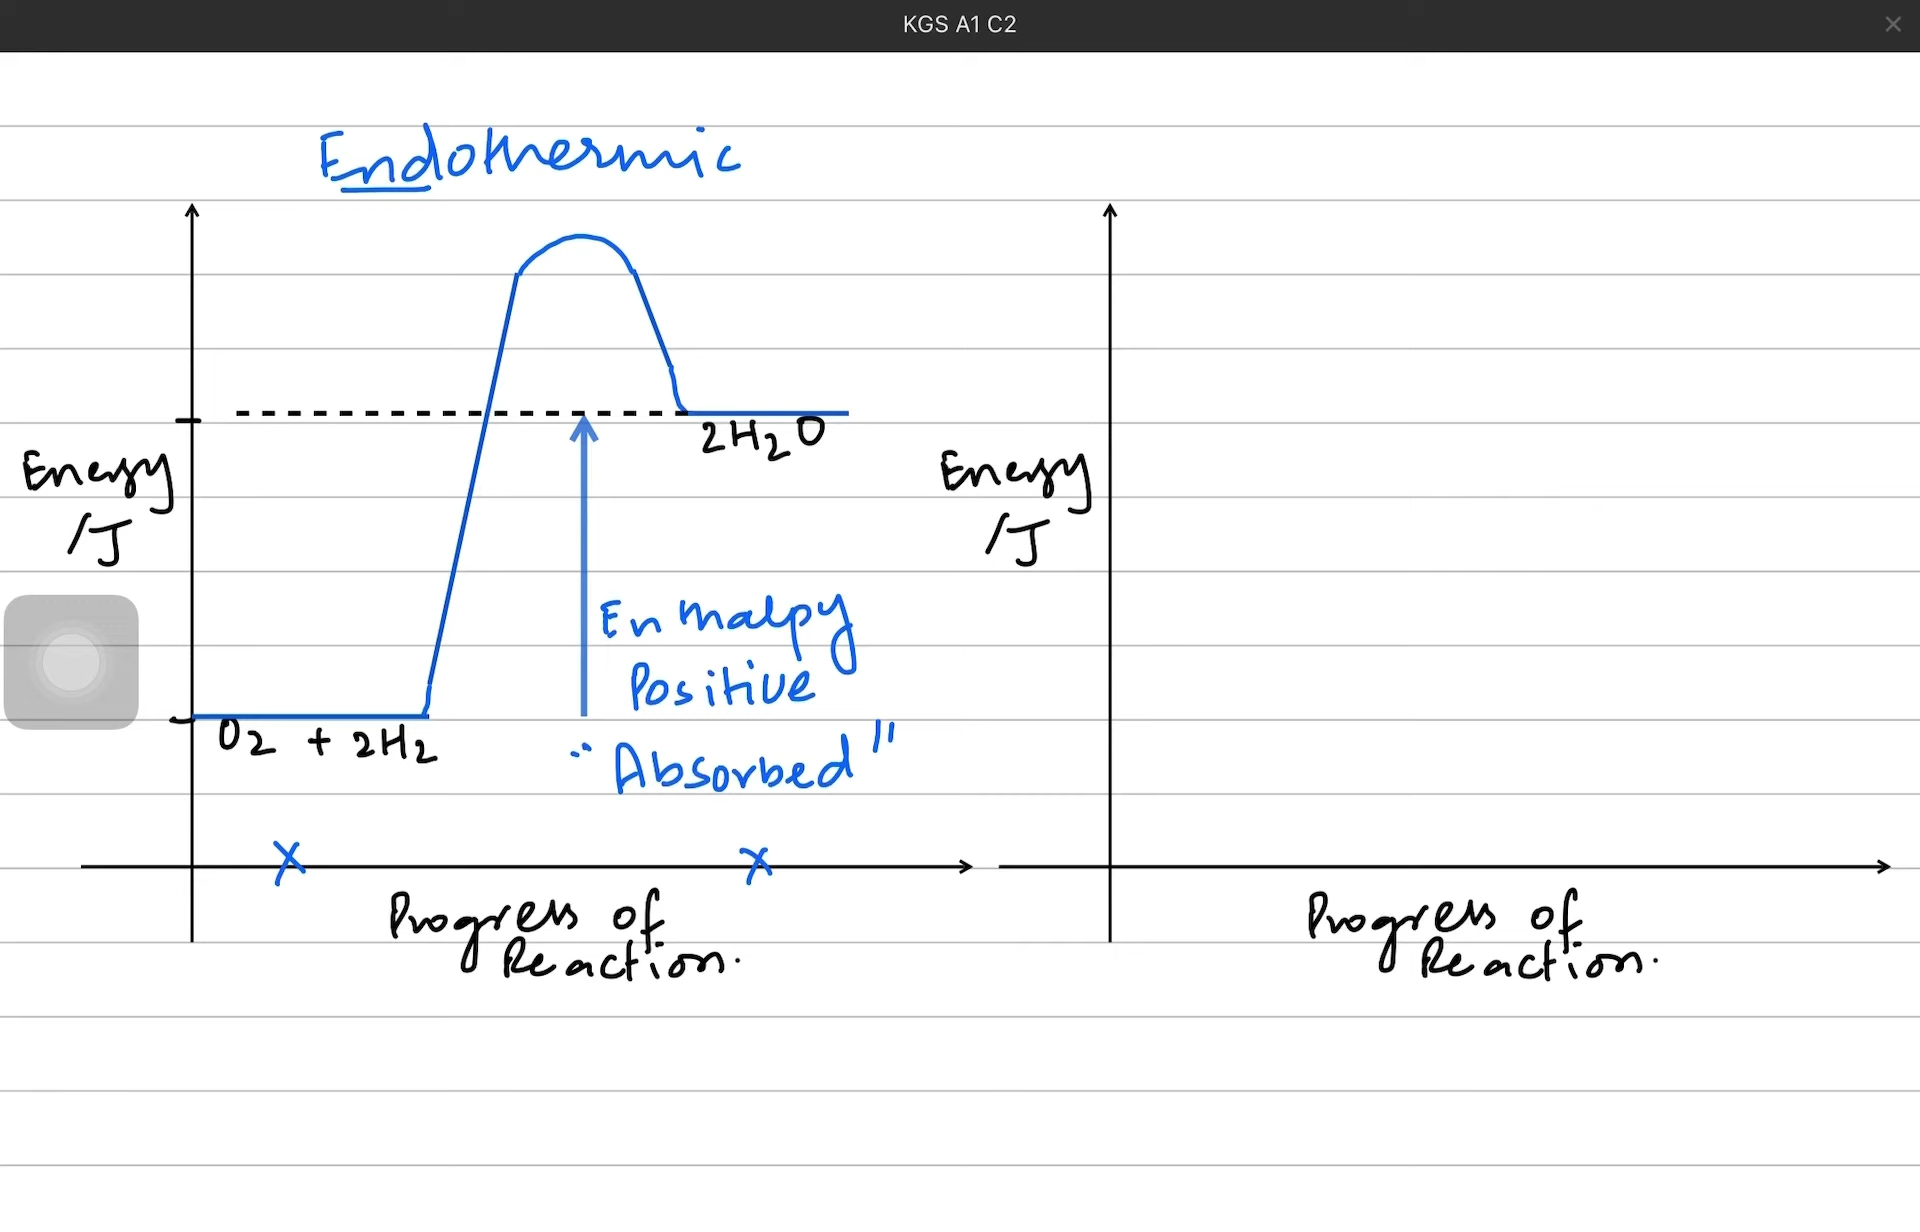 KGS A1 C2
Endothermic
Energy
/J
2H₂O
Enthalpy
Positive
"Absorbed"
O₂ + 2H₂
x x
Progress of
Reaction.
Energy
/J
Progress of
Reaction.